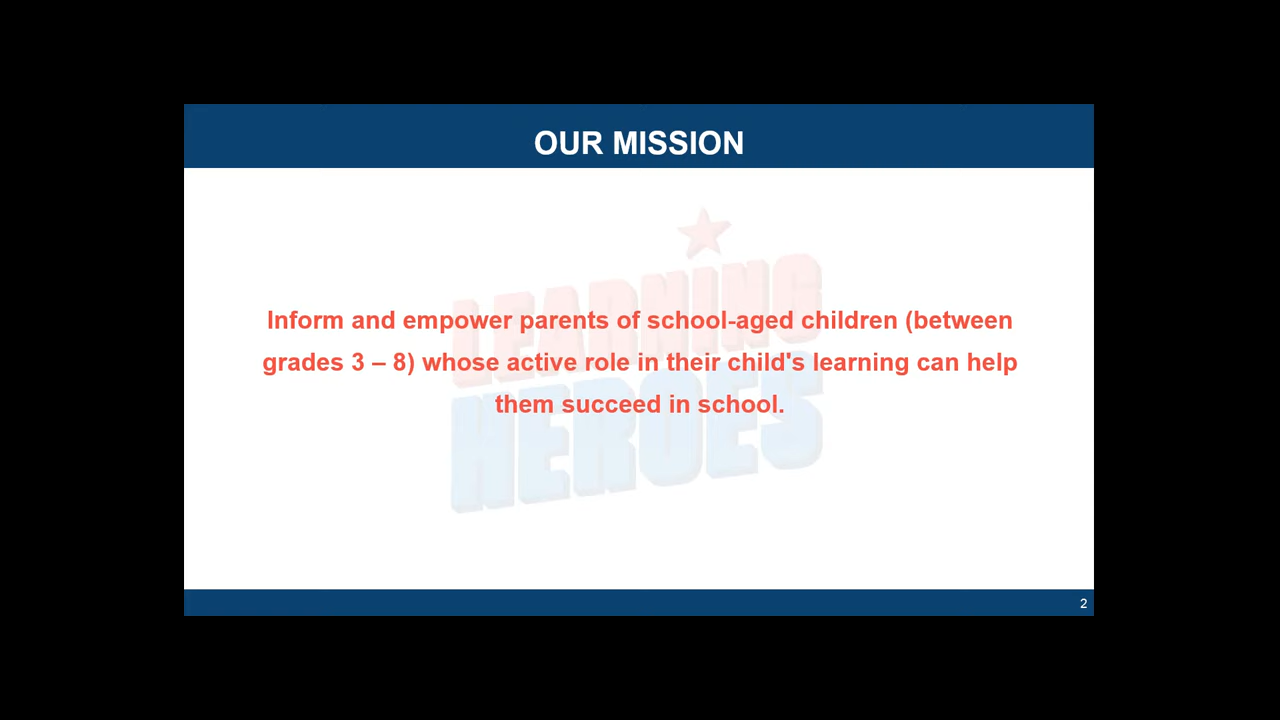 OUR MISSION
LEARNING
HEROES
Inform and empower parents of school-aged children (between
grades 3 – 8) whose active role in their child's learning can help
them succeed in school.
2